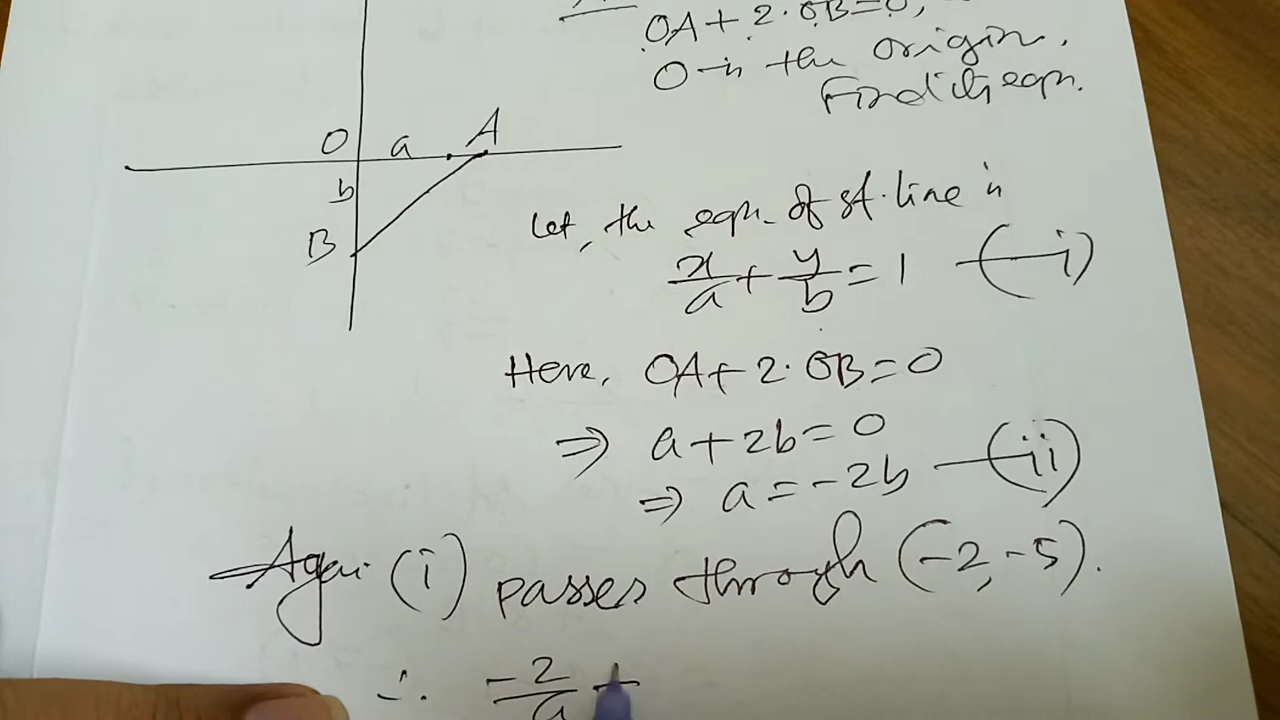 OA + 2·OB = 0,
O is the origin.
Find its eqn.
O a A
b
B
Let, the eqn. of st. line is
x/a + y/b = 1 —(i)
Here, OA + 2·OB = 0
⇒ a + 2b = 0
⇒ a = -2b —(ii)
Again (i) passes through (-2, -5).
∴ -2/a +